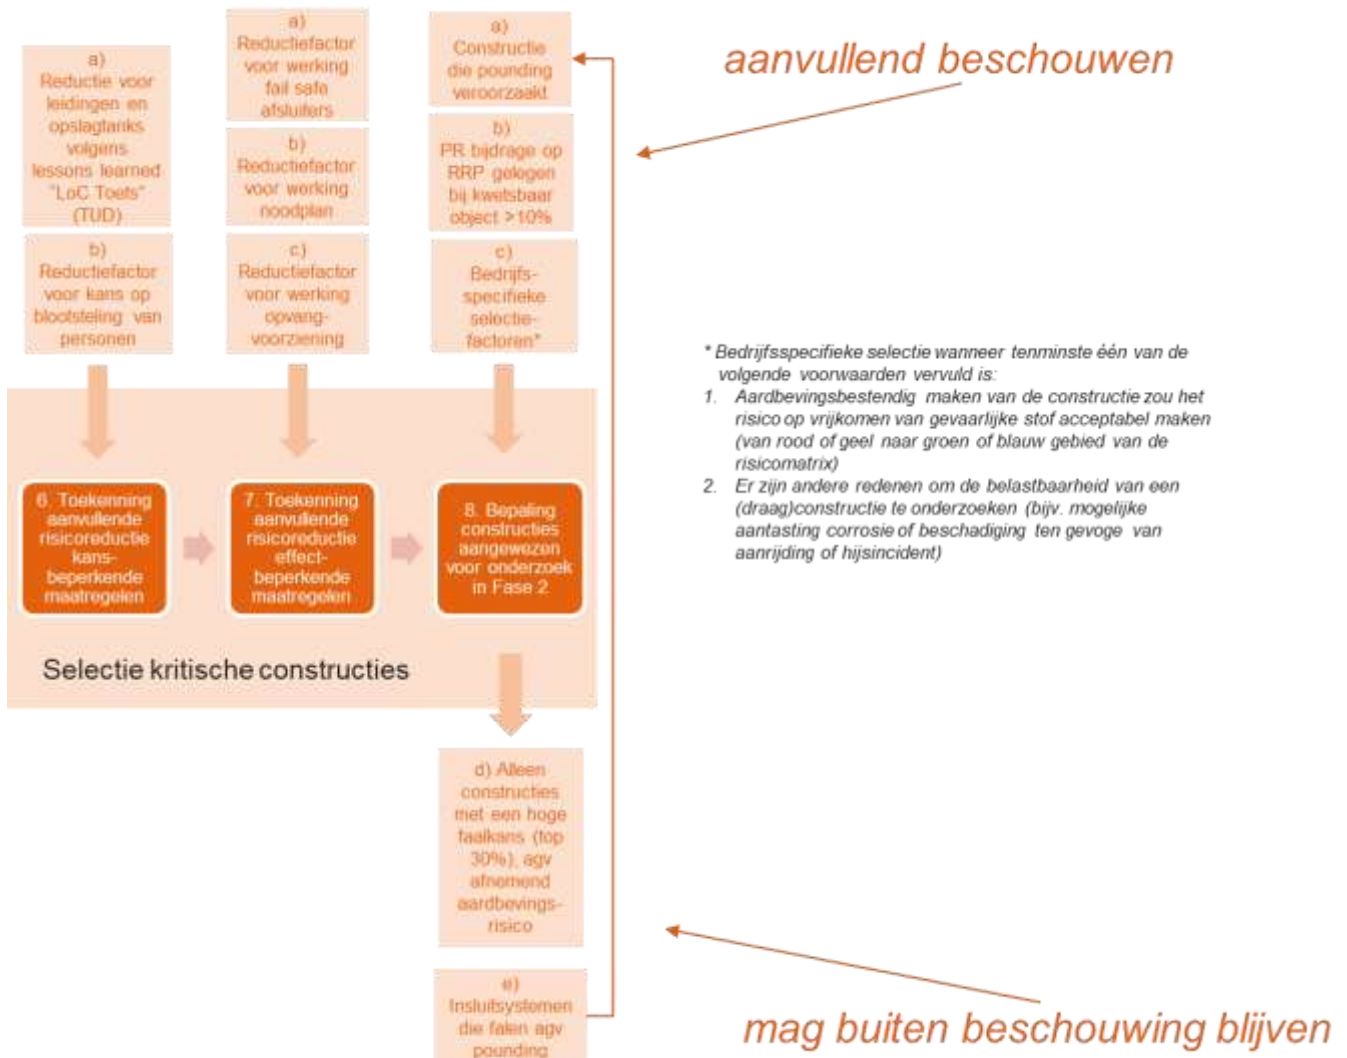 a)
Reductie voor
leidingen en
opslagtanks
volgens
lessons learned
"LoC Toets"
(TUD)
b)
Reductiefactor
voor kans op
blootsteling van
personen
a)
Reductiefactor
voor werking
fail safe
afsluiters
b)
Reductiefactor
voor werking
noodplan
c)
Reductiefactor
voor werking
opvang-
voorziening
a)
Constructie
die pounding
veroorzaakt
b)
PR bijdrage op
RRP gelegen
bij kwetsbaar
object >10%
c)
Bedrijfs-
specifieke
selectie-
factoren*
aanvullend beschouwen
* Bedrijfsspecifieke selectie wanneer tenminste één van de
volgende voorwaarden vervuld is:
1. Aardbevingsbestendig maken van de constructie zou het
risico op vrijkomen van gevaarlijke stof acceptabel maken
(van rood of geel naar groen of blauw gebied van de
risicomatrix)
2. Er zijn andere redenen om de belastbaarheid van een
(draag)constructie te onderzoeken (bijv. mogelijke
aantasting corrosie of beschadiging ten gevoge van
aanrijding of hijsincident)
6. Toekenning
aanvullende
risicoreductie
kans-
beperkende
maatregelen
7. Toekenning
aanvullende
risicoreductie
effect-
beperkende
maatregelen
8. Bepaling
constructies
aangewezen
voor onderzoek
in Fase 2
Selectie kritische constructies
d) Alleen
constructies
met een hoge
faalkans (top
30%), agv
afnemend
aardbevings-
risico
e)
Insluitsystemen
die falen agv
pounding
mag buiten beschouwing blijven